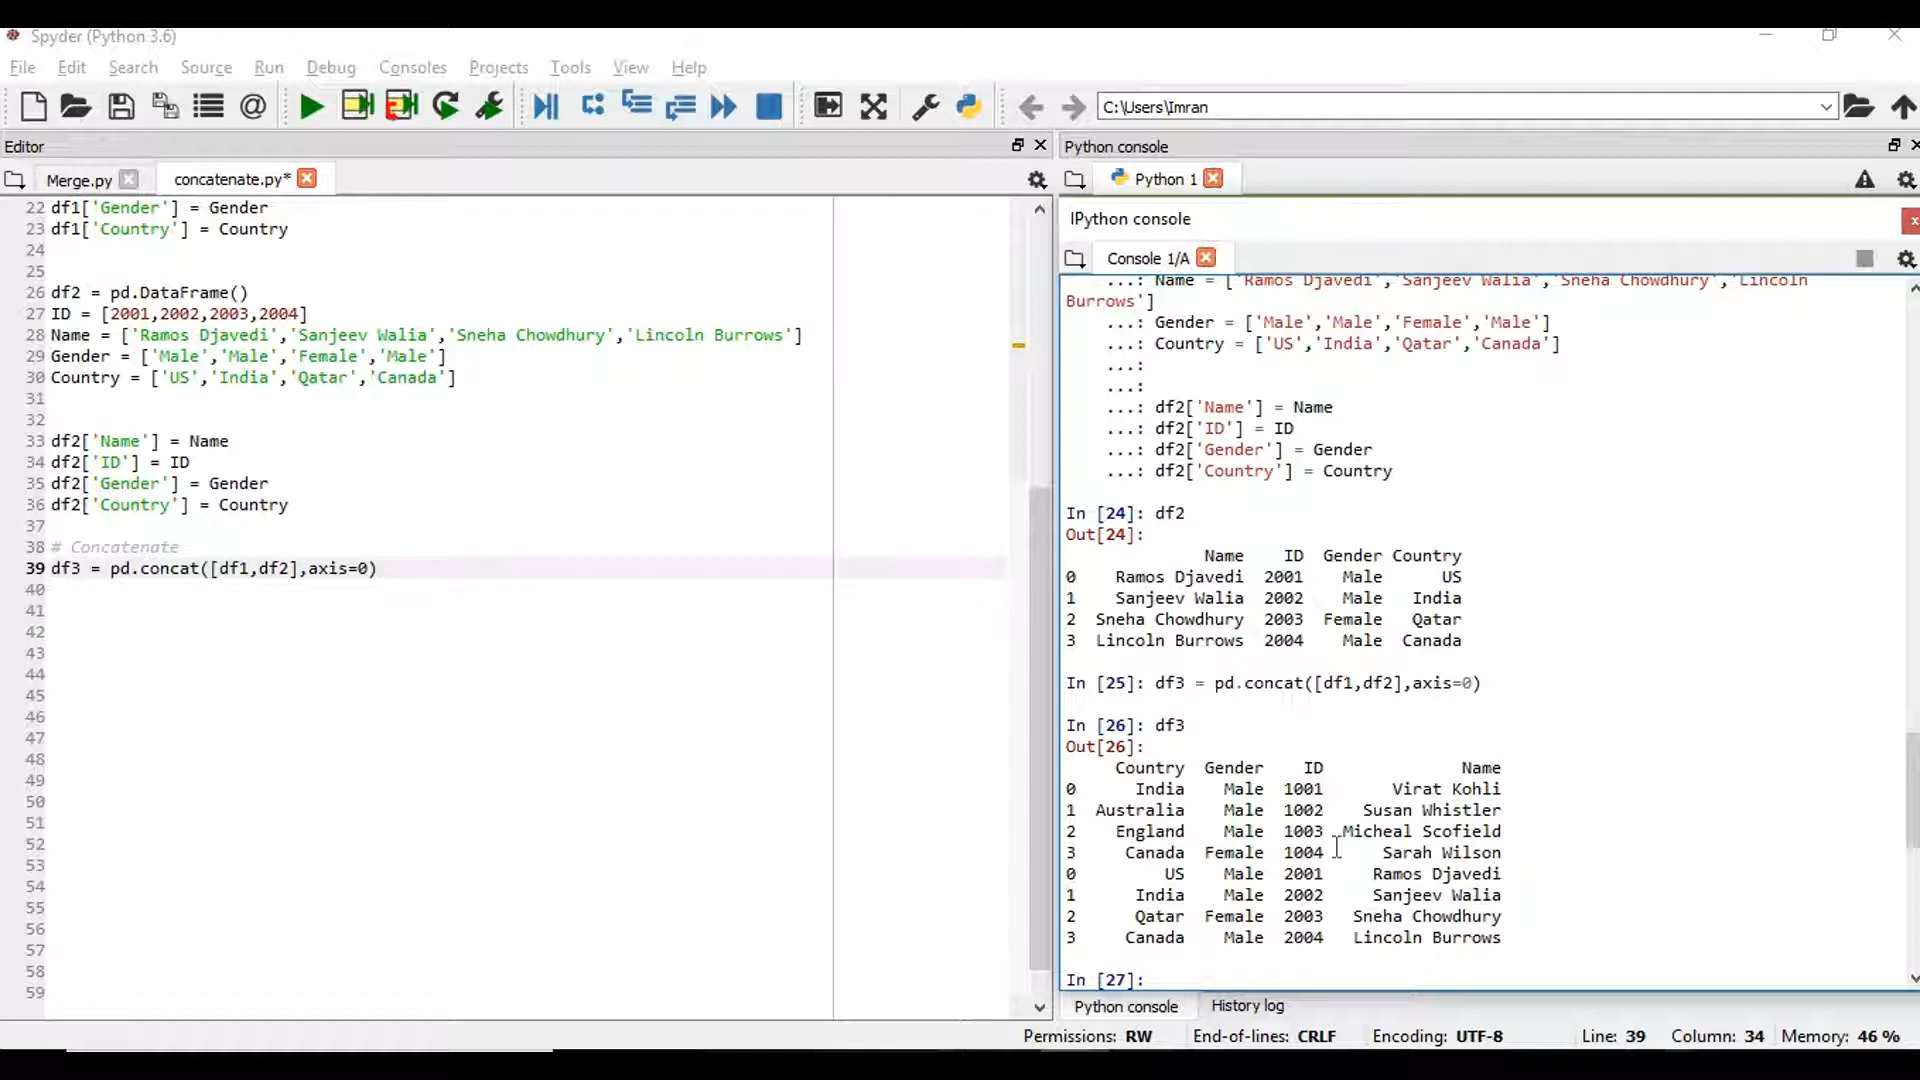 Spyder (Python 3.6)
File Edit Search Source Run Debug Consoles Projects Tools View Help
C:\Users\Imran
Editor
Merge.py concatenate.py*
22 df1['Gender'] = Gender
23 df1['Country'] = Country
24
25
26 df2 = pd.DataFrame()
27 ID = [2001,2002,2003,2004]
28 Name = ['Ramos Djavedi','Sanjeev Walia','Sneha Chowdhury','Lincoln Burrows']
29 Gender = ['Male','Male','Female','Male']
30 Country = ['US','India','Qatar','Canada']
31
32
33 df2['Name'] = Name
34 df2['ID'] = ID
35 df2['Gender'] = Gender
36 df2['Country'] = Country
37
38 # Concatenate
39 df3 = pd.concat([df1,df2],axis=0)
40
41
42
43
44
45
46
47
48
49
50
51
52
53
54
55
56
57
58
59
Python console
Python 1
IPython console
Console 1/A
...: Name = ['Ramos Djavedi','Sanjeev Walia','Sneha Chowdhury','Lincoln
Burrows']
...: Gender = ['Male','Male','Female','Male']
...: Country = ['US','India','Qatar','Canada']
...:
...:
...: df2['Name'] = Name
...: df2['ID'] = ID
...: df2['Gender'] = Gender
...: df2['Country'] = Country
In [24]: df2
Out[24]:
Name ID Gender Country
0 Ramos Djavedi 2001 Male US
1 Sanjeev Walia 2002 Male India
2 Sneha Chowdhury 2003 Female Qatar
3 Lincoln Burrows 2004 Male Canada
In [25]: df3 = pd.concat([df1,df2],axis=0)
In [26]: df3
Out[26]:
Country Gender ID Name
0 India Male 1001 Virat Kohli
1 Australia Male 1002 Susan Whistler
2 England Male 1003 Micheal Scofield
3 Canada Female 1004 Sarah Wilson
0 US Male 2001 Ramos Djavedi
1 India Male 2002 Sanjeev Walia
2 Qatar Female 2003 Sneha Chowdhury
3 Canada Male 2004 Lincoln Burrows
In [27]:
Python console History log
Permissions: RW End-of-lines: CRLF Encoding: UTF-8 Line: 39 Column: 34 Memory: 46 %